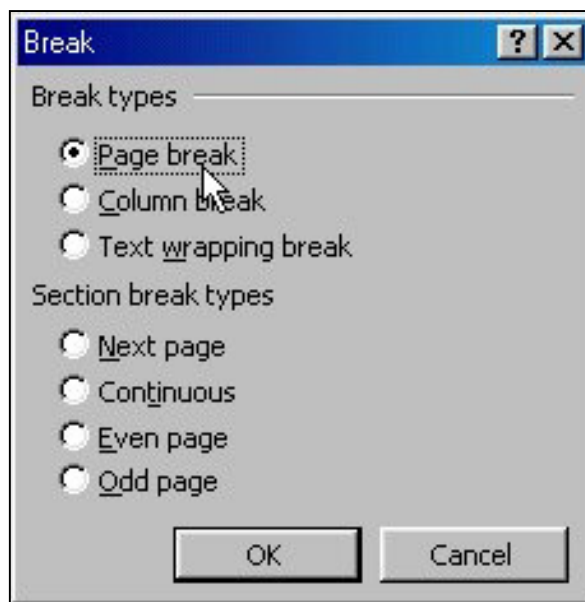 Break
Break types
Page break
Column break
Text wrapping break
Section break types
Next page
Continuous
Even page
Odd page
OK Cancel